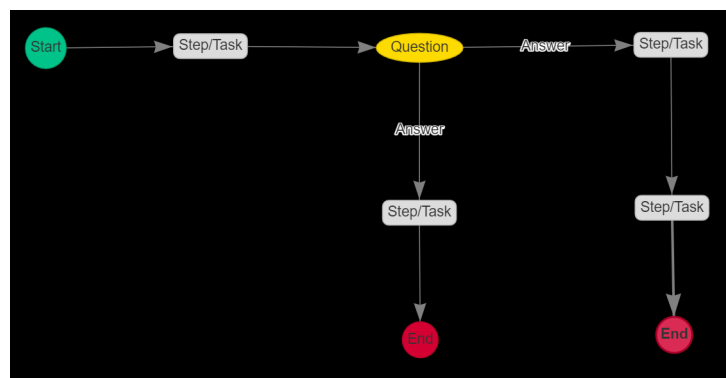 Start
Step/Task
Question
Answer
Step/Task
Answer
Step/Task
Step/Task
End
End